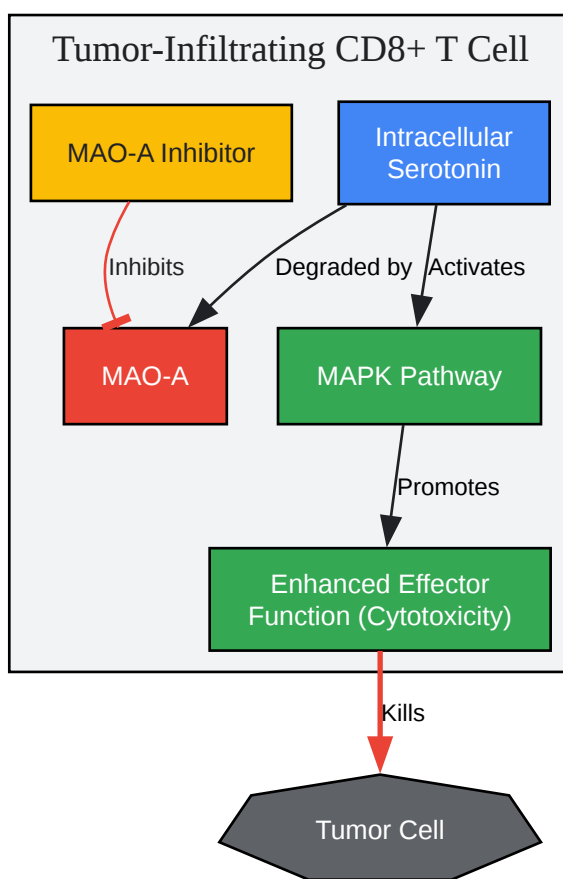 Tumor-Infiltrating CD8+ T Cell
MAO-A Inhibitor
Intracellular
Serotonin
Inhibits
Degraded by
Activates
MAO-A
MAPK Pathway
Promotes
Enhanced Effector
Function (Cytotoxicity)
Kills
Tumor Cell